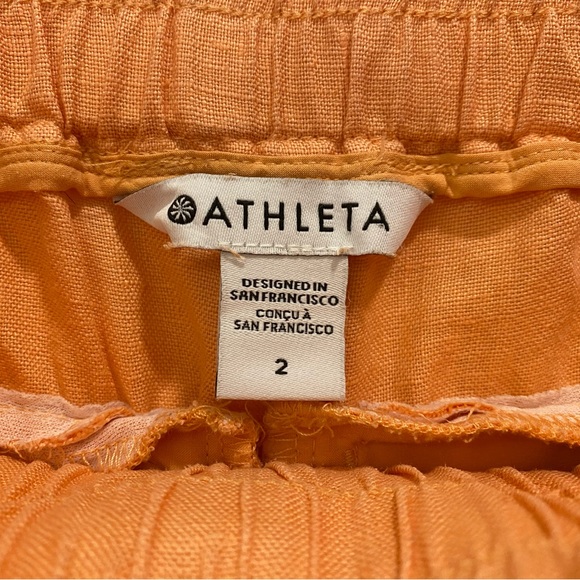 ATHLETA
DESIGNED IN
SAN FRANCISCO
CONÇU À
SAN FRANCISCO
2